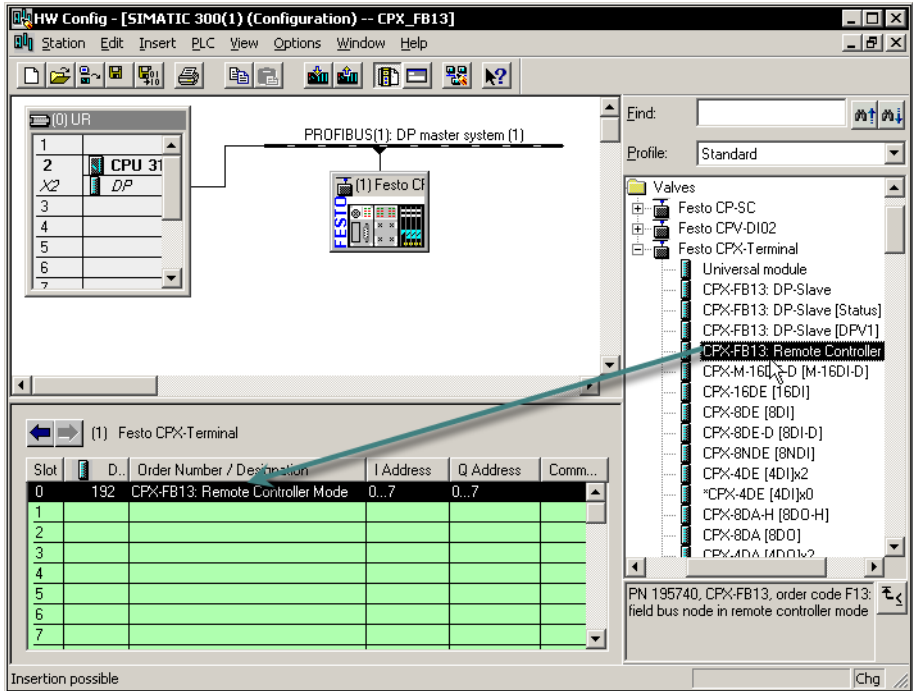 HW Config - [SIMATIC 300(1) (Configuration) -- CPX_FB13]
Station Edit Insert PLC View Options Window Help
(0) UR
1
2 CPU 31
X2 DP
3
4
5
6
7
PROFIBUS(1): DP master system (1)
(1) Festo CP
FESTO
Find:
Profile: Standard
Valves
Festo CP-SC
Festo CPV-DI02
Festo CPX-Terminal
Universal module
CPX-FB13: DP-Slave
CPX-FB13: DP-Slave [Status]
CPX-FB13: DP-Slave [DPV1]
CPX-FB13: Remote Controller
CPX-M-16DE-D [M-16DI-D]
CPX-16DE [16DI]
CPX-8DE [8DI]
CPX-8DE-D [8DI-D]
CPX-8NDE [8NDI]
CPX-4DE [4DI]x2
*CPX-4DE [4DI]x0
CPX-8DA-H [8DO-H]
CPX-8DA [8DO]
CPX-4DA [4DO]x2
PN 195740, CPX-FB13, order code F13:
field bus node in remote controller mode
(1) Festo CPX-Terminal
Slot D.. Order Number / Designation I Address Q Address Comm...
0 192 CPX-FB13: Remote Controller Mode 0...7 0...7
1
2
3
4
5
6
7
Insertion possible
Chg